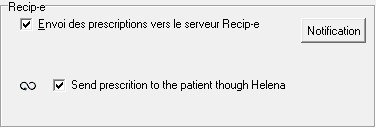 Recip-e
Envoi des prescriptions vers le serveur Recip-e
Notification
Send prescrition to the patient though Helena